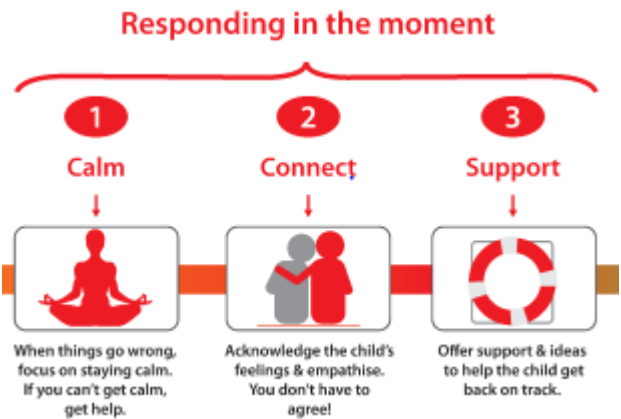 Responding in the moment
1
2
3
Calm
Connect
Support
When things go wrong,
focus on staying calm.
If you can't get calm,
get help.
Acknowledge the child's
feelings & empathise.
You don't have to
agree!
Offer support & ideas
to help the child get
back on track.